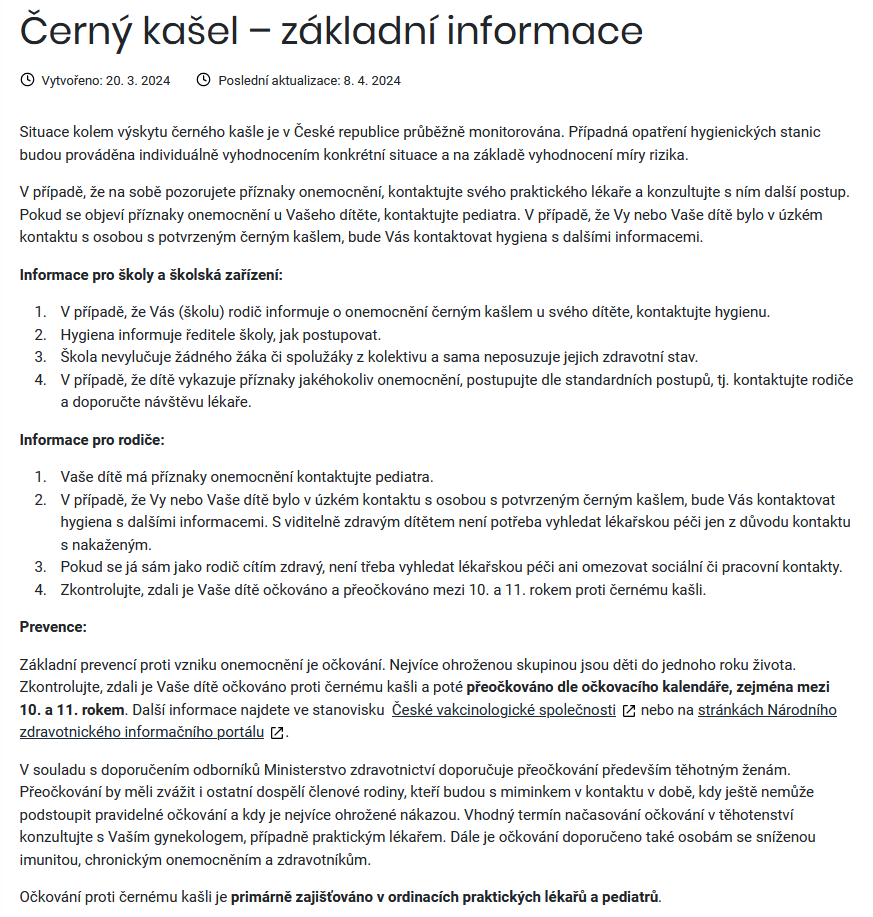 Černý kašel – základní informace
Vytvořeno: 20. 3. 2024 Poslední aktualizace: 8. 4. 2024
Situace kolem výskytu černého kašle je v České republice průběžně monitorována. Případná opatření hygienických stanic
budou prováděna individuálně vyhodnocením konkrétní situace a na základě vyhodnocení míry rizika.
V případě, že na sobě pozorujete příznaky onemocnění, kontaktujte svého praktického lékaře a konzultujte s ním další postup.
Pokud se objeví příznaky onemocnění u Vašeho dítěte, kontaktujte pediatra. V případě, že Vy nebo Vaše dítě bylo v úzkém
kontaktu s osobou s potvrzeným černým kašlem, bude Vás kontaktovat hygiena s dalšími informacemi.
Informace pro školy a školská zařízení:
1. V případě, že Vás (školu) rodič informuje o onemocnění černým kašlem u svého dítěte, kontaktujte hygienu.
2. Hygiena informuje ředitele školy, jak postupovat.
3. Škola nevylučuje žádného žáka či spolužáky z kolektivu a sama neposuzuje jejich zdravotní stav.
4. V případě, že dítě vykazuje příznaky jakéhokoliv onemocnění, postupujte dle standardních postupů, tj. kontaktujte rodiče
a doporučte návštěvu lékaře.
Informace pro rodiče:
1. Vaše dítě má příznaky onemocnění kontaktujte pediatra.
2. V případě, že Vy nebo Vaše dítě bylo v úzkém kontaktu s osobou s potvrzeným černým kašlem, bude Vás kontaktovat
hygiena s dalšími informacemi. S viditelně zdravým dítětem není potřeba vyhledat lékařskou péči jen z důvodu kontaktu
s nakaženým.
3. Pokud se já sám jako rodič cítím zdravý, není třeba vyhledat lékařskou péči ani omezovat sociální či pracovní kontakty.
4. Zkontrolujte, zdali je Vaše dítě očkováno a přeočkováno mezi 10. a 11. rokem proti černému kašli.
Prevence:
Základní prevencí proti vzniku onemocnění je očkování. Nejvíce ohroženou skupinou jsou děti do jednoho roku života.
Zkontrolujte, zdali je Vaše dítě očkováno proti černému kašli a poté přeočkováno dle očkovacího kalendáře, zejména mezi
10. a 11. rokem. Další informace najdete ve stanovisku České vakcinologické společnosti nebo na stránkách Národního
zdravotnického informačního portálu.
V souladu s doporučením odborníků Ministerstvo zdravotnictví doporučuje přeočkování především těhotným ženám.
Přeočkování by měli zvážit i ostatní dospělí členové rodiny, kteří budou s miminkem v kontaktu v době, kdy ještě nemůže
podstoupit pravidelné očkování a kdy je nejvíce ohrožené nákazou. Vhodný termín načasování očkování v těhotenství
konzultujte s Vaším gynekologem, případně praktickým lékařem. Dále je očkování doporučeno také osobám se sníženou
imunitou, chronickým onemocněním a zdravotníkům.
Očkování proti černému kašli je primárně zajišťováno v ordinacích praktických lékařů a pediatrů.